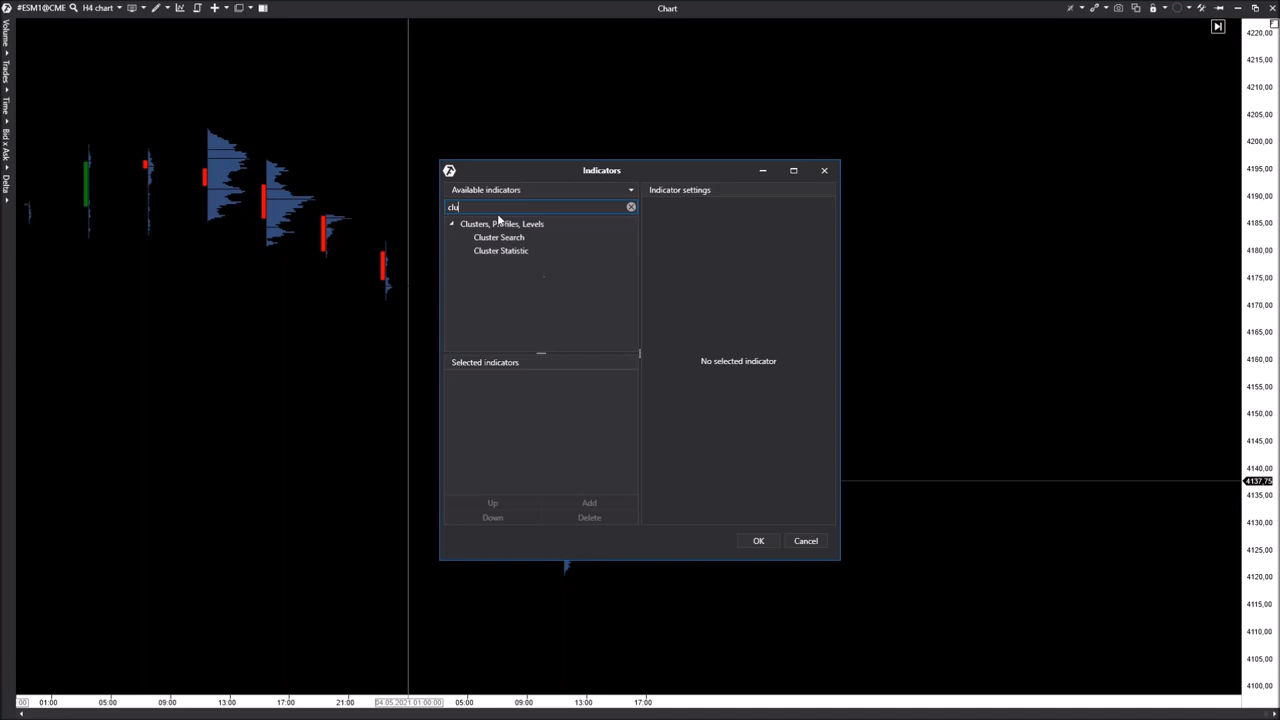 #ESM1@CME H4 chart Chart
Volume
Trades
Time
Bid x Ask
Delta
Indicators
Available indicators
clu
Clusters, Profiles, Levels
Cluster Search
Cluster Statistic
Selected indicators
Up Add
Down Delete
Indicator settings
No selected indicator
OK Cancel
4220,00
4215,00
4210,00
4205,00
4200,00
4195,00
4190,00
4185,00
4180,00
4175,00
4170,00
4165,00
4160,00
4155,00
4150,00
4145,00
4140,00
4137,75
4135,00
4130,00
4125,00
4120,00
4115,00
4110,00
4105,00
4100,00
:00 01:00 05:00 09:00 13:00 17:00 21:00 04.05.2021 01:00:00 05:00 09:00 13:00 17:00